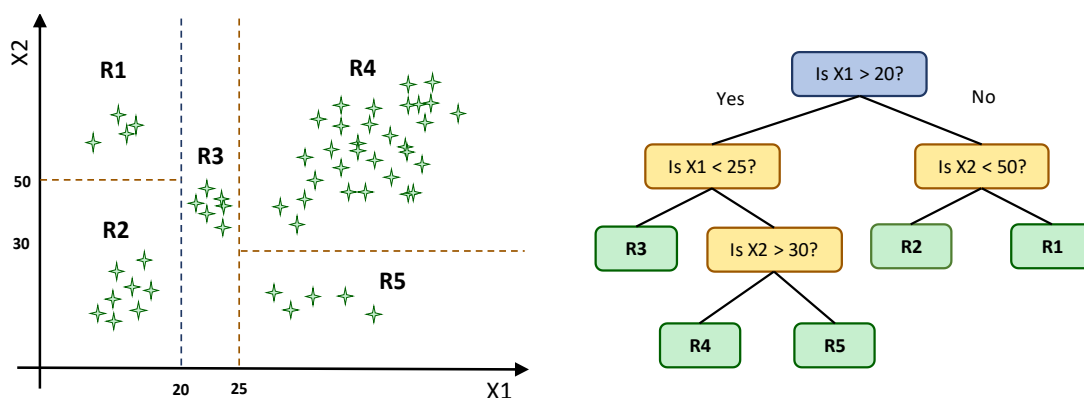 X2
R1
R4
R3
50
R2
30
R5
20
25
X1
Is X1 > 20?
Yes
No
Is X1 < 25?
Is X2 < 50?
R3
Is X2 > 30?
R2
R1
R4
R5